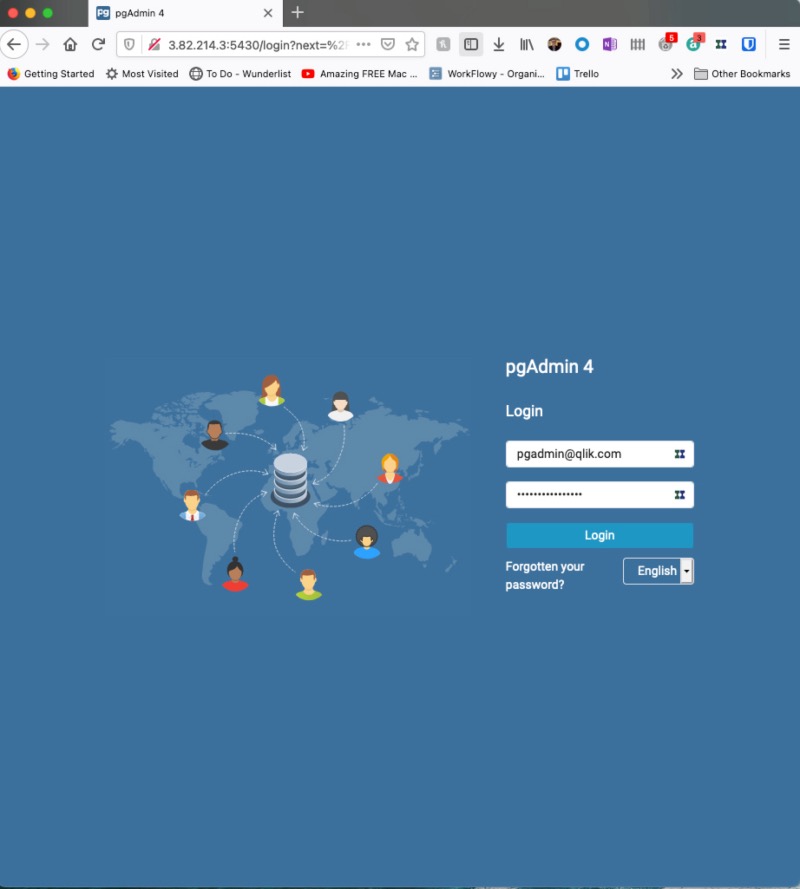 pg pgAdmin 4
3.82.214.3:5430/login?next=%2F
5
3
Getting Started Most Visited To Do - Wunderlist Amazing FREE Mac ... WorkFlowy - Organi... Trello Other Bookmarks
pgAdmin 4
Login
pgadmin@qlik.com
••••••••••••••••
Login
Forgotten your
password?
English